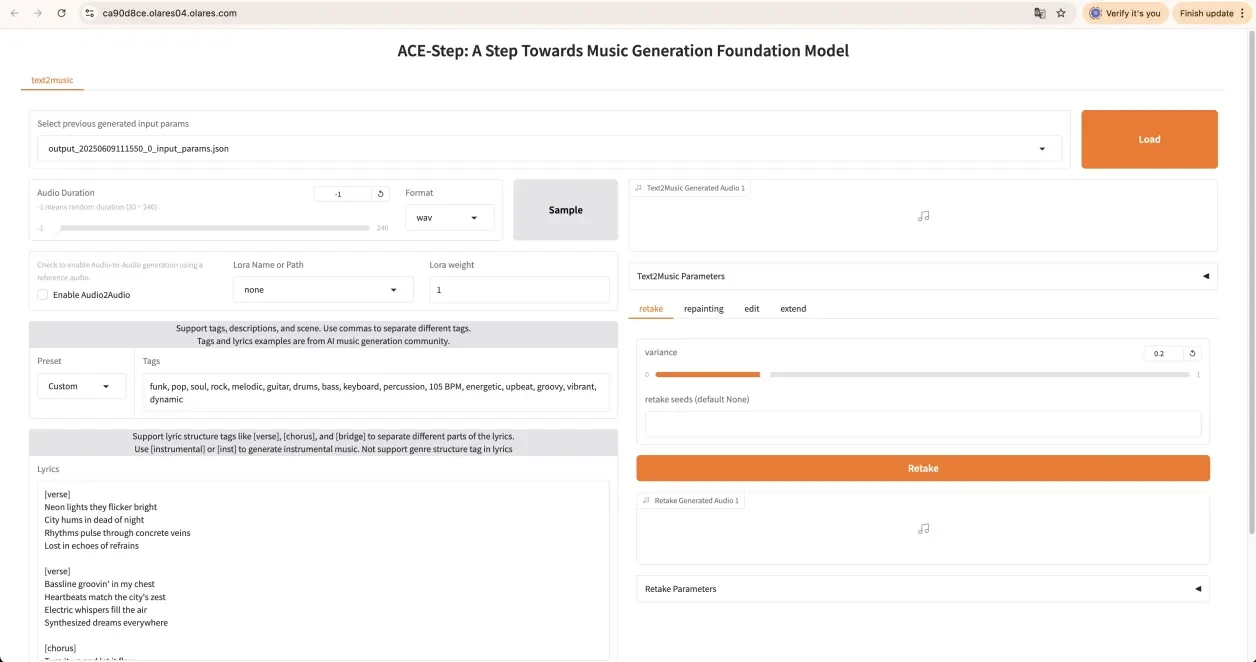 ca90d8ce.olares04.olares.com
Verify it's you
Finish update
ACE-Step: A Step Towards Music Generation Foundation Model
text2music
Select previous generated input params
output_20250609111550_0_input_params.json
Load
Audio Duration
-1
-1 means random duration (30 ~ 240).
-1
240
Format
wav
Sample
Text2Music Generated Audio 1
Check to enable Audio-to-Audio generation using a
reference audio.
Enable Audio2Audio
Lora Name or Path
none
Lora weight
1
Text2Music Parameters
retake
repainting
edit
extend
Support tags, descriptions, and scene. Use commas to separate different tags.
Tags and lyrics examples are from AI music generation community.
Preset
Custom
Tags
funk, pop, soul, rock, melodic, guitar, drums, bass, keyboard, percussion, 105 BPM, energetic, upbeat, groovy, vibrant,
dynamic
variance
0.2
0
1
retake seeds (default None)
Retake
Support lyric structure tags like [verse], [chorus], and [bridge] to separate different parts of the lyrics.
Use [instrumental] or [inst] to generate instrumental music. Not support genre structure tag in lyrics
Lyrics
[verse]
Neon lights they flicker bright
City hums in dead of night
Rhythms pulse through concrete veins
Lost in echoes of refrains
[verse]
Bassline groovin' in my chest
Heartbeats match the city's zest
Electric whispers fill the air
Synthesized dreams everywhere
[chorus]
Retake Generated Audio 1
Retake Parameters